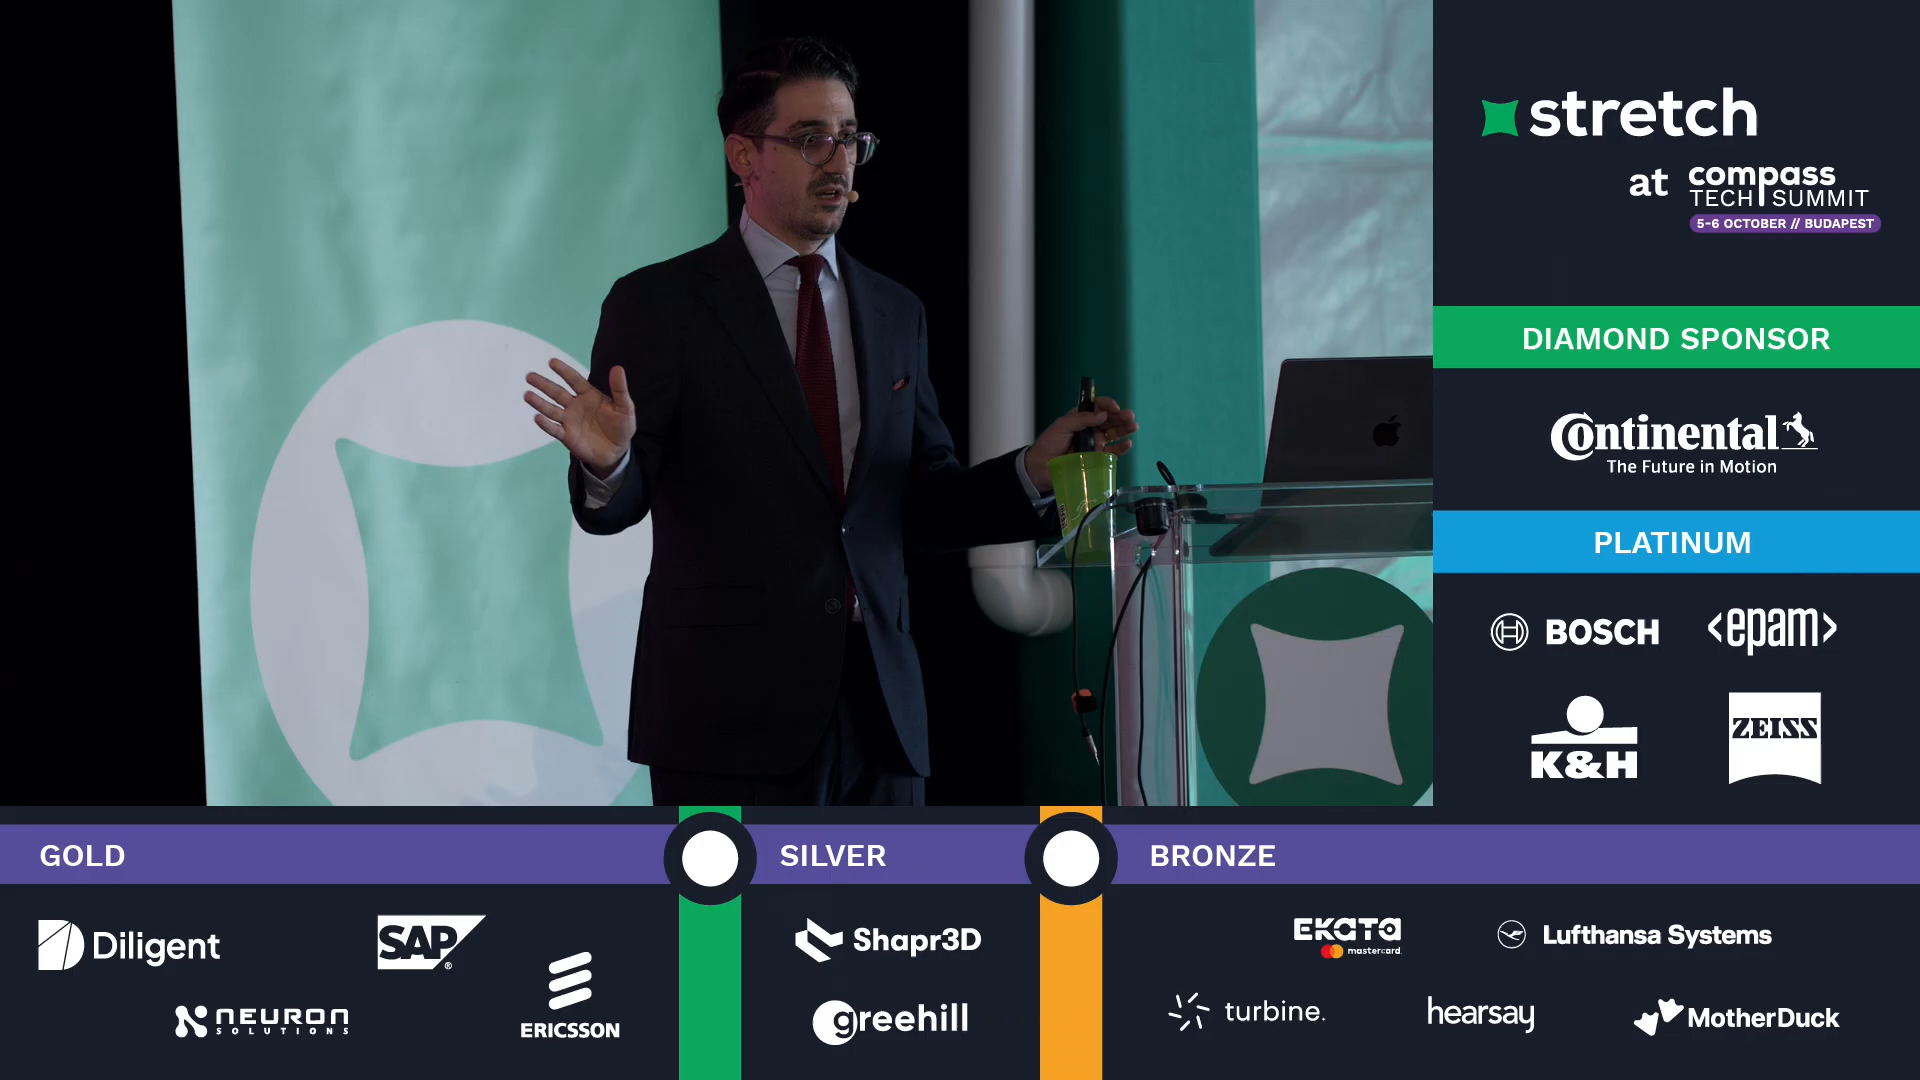 stretch
at
compass
TECH SUMMIT
5-6 OCTOBER // BUDAPEST
DIAMOND SPONSOR
Continental
The Future in Motion
PLATINUM
BOSCH
<epam>
K&H
ZEISS
GOLD
SILVER
BRONZE
Diligent
SAP
®
NEURON
SOLUTIONS
ERICSSON
Shapr3D
greehill
EKATA
mastercard.
Lufthansa Systems
turbine.
hearsay
MotherDuck